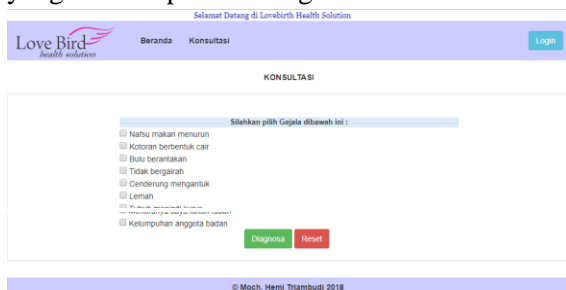 Selamat Datang di Lovebirth Health Solution
Love Bird
health solution
Beranda Konsultasi
Login
KONSULTASI
Silahkan pilih Gejala dibawah ini :
Nafsu makan menurun
Kotoran berbentuk cair
Bulu berantakan
Tidak bergairah
Cenderung mengantuk
Lemah
Kelumpuhan anggota badan
Diagnosa Reset
© Moch. Hemi Triambudi 2018